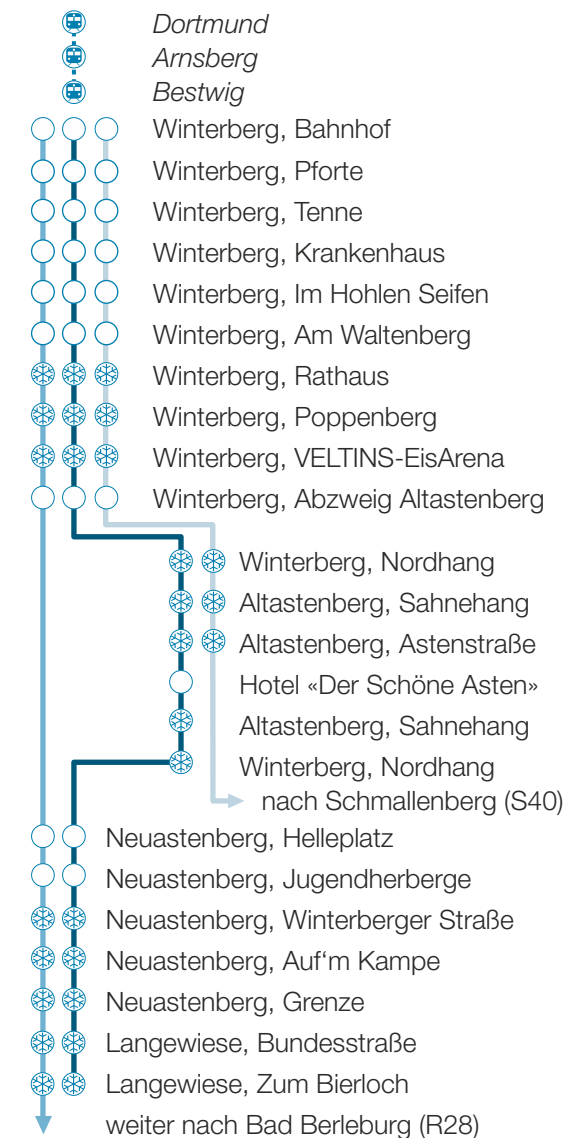 Dortmund
Arnsberg
Bestwig
Winterberg, Bahnhof
Winterberg, Pforte
Winterberg, Tenne
Winterberg, Krankenhaus
Winterberg, Im Hohlen Seifen
Winterberg, Am Waltenberg
Winterberg, Rathaus
Winterberg, Poppenberg
Winterberg, VELTINS-EisArena
Winterberg, Abzweig Altastenberg
Winterberg, Nordhang
Altastenberg, Sahnehang
Altastenberg, Astenstraße
Hotel «Der Schöne Asten»
Altastenberg, Sahnehang
Winterberg, Nordhang
nach Schmallenberg (S40)
Neuastenberg, Helleplatz
Neuastenberg, Jugendherberge
Neuastenberg, Winterberger Straße
Neuastenberg, Auf‘m Kampe
Neuastenberg, Grenze
Langewiese, Bundesstraße
Langewiese, Zum Bierloch
weiter nach Bad Berleburg (R28)